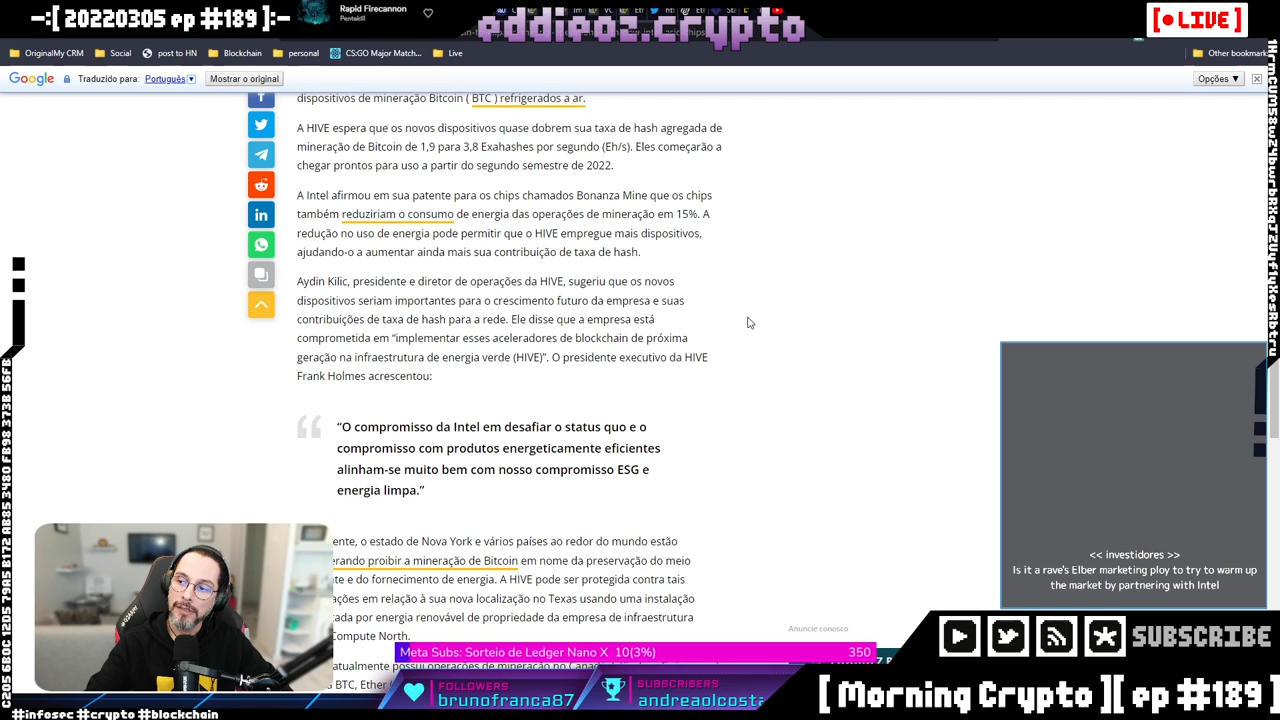 -:[ 20220305 ep #189 ]:-
Rapid Firecannon
Pentakill
eddieoz.crypto
[● LIVE ]
OriginalMy CRM
Social
post to HN
Blockchain
personal
CS:GO Major Match...
Live
Other bookmark
Google
Traduzido para: Português
Mostrar o original
Opções ▼
dispositivos de mineração Bitcoin ( BTC ) refrigerados a ar.
A HIVE espera que os novos dispositivos quase dobrem sua taxa de hash agregada de
mineração de Bitcoin de 1,9 para 3,8 Exahashes por segundo (Eh/s). Eles começarão a
chegar prontos para uso a partir do segundo semestre de 2022.
A Intel afirmou em sua patente para os chips chamados Bonanza Mine que os chips
também reduziriam o consumo de energia das operações de mineração em 15%. A
redução no uso de energia pode permitir que o HIVE empregue mais dispositivos,
ajudando-o a aumentar ainda mais sua contribuição de taxa de hash.
Aydin Kilic, presidente e diretor de operações da HIVE, sugeriu que os novos
dispositivos seriam importantes para o crescimento futuro da empresa e suas
contribuições de taxa de hash para a rede. Ele disse que a empresa está
comprometida em “implementar esses aceleradores de blockchain de próxima
geração na infraestrutura de energia verde (HIVE)”. O presidente executivo da HIVE
Frank Holmes acrescentou:
“O compromisso da Intel em desafiar o status quo e o
compromisso com produtos energeticamente eficientes
alinham-se muito bem com nosso compromisso ESG e
energia limpa.”
ente, o estado de Nova York e vários países ao redor do mundo estão
erando proibir a mineração de Bitcoin em nome da preservação do meio
te e do fornecimento de energia. A HIVE pode ser protegida contra tais
ações em relação à sua nova localização no Texas usando uma instalação
ada por energia renovável de propriedade da empresa de infraestrutura
Compute North.
atualmente possui operações de mineração no
Anuncie conosco
<< investidores >>
Is it a rave's Elber marketing ploy to try to warm up
the market by partnering with Intel
Meta Subs: Sorteio de Ledger Nano X 10(3%) 350
FOLLOWERS
brunofranca87
SUBSCRIBERS
andreaolcosta
SUBSCRIBE
[ Morning Crypto ][ ep #189 ]
#infosec #crypto #blockchain